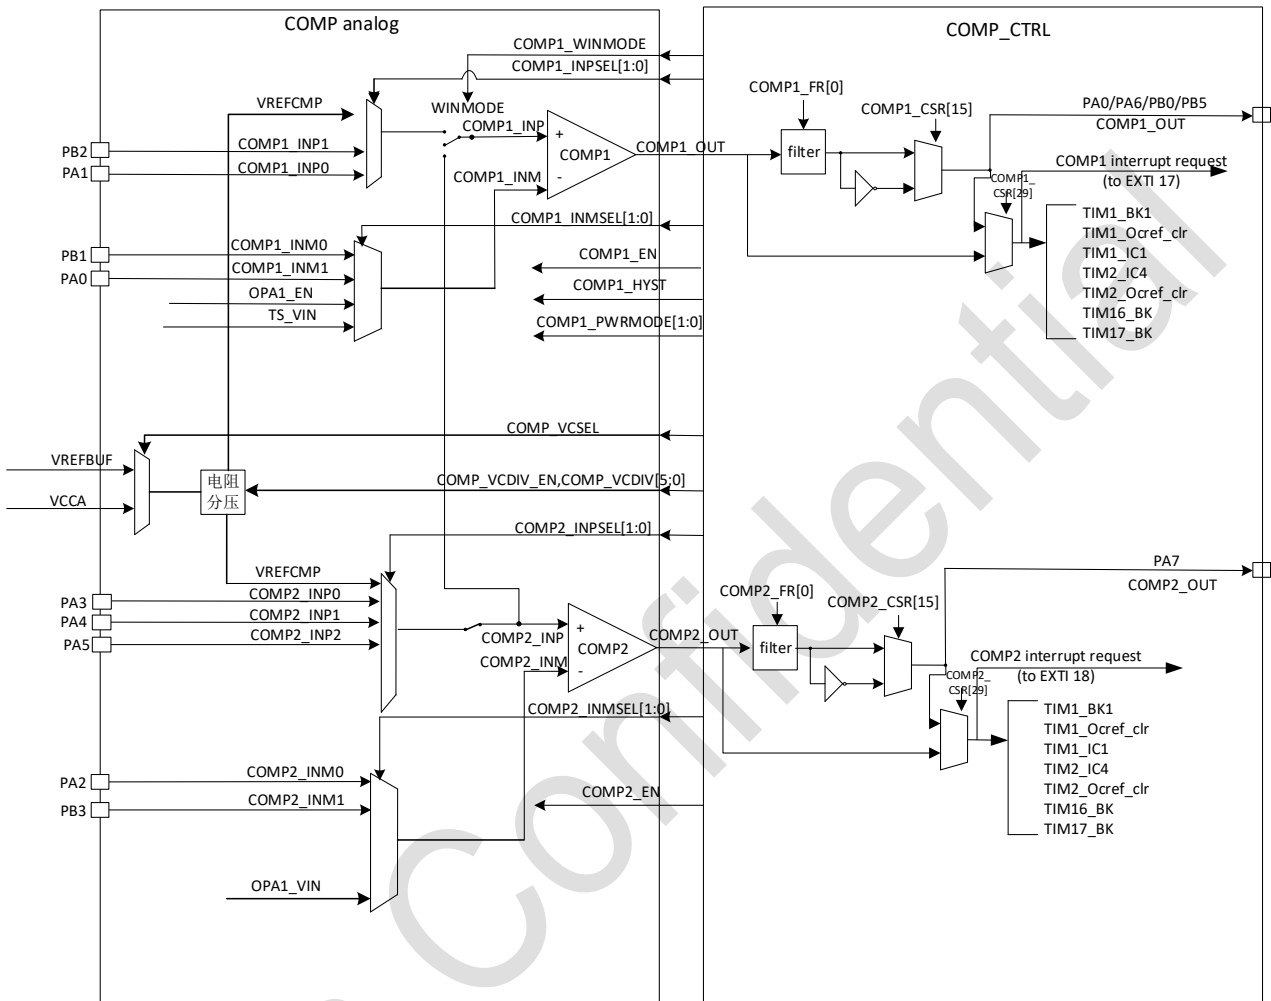 COMP analog
COMP_CTRL
COMP1_WINMODE
COMP1_INPSEL[1:0]
VREFCMP
WINMODE
COMP1_INP
PB2
COMP1_INP1
PA1
COMP1_INP0
+
COMP1
-
COMP1_INM
COMP1_OUT
COMP1_FR[0]
filter
COMP1_CSR[15]
PA0/PA6/PB0/PB5
COMP1_OUT
COMP1 interrupt request
(to EXTI 17)
COMP1_
CSR[29]
TIM1_BK1
TIM1_Ocref_clr
TIM1_IC1
TIM2_IC4
TIM2_Ocref_clr
TIM16_BK
TIM17_BK
COMP1_INMSEL[1:0]
PB1
COMP1_INM0
PA0
COMP1_INM1
OPA1_EN
TS_VIN
COMP1_EN
COMP1_HYST
COMP1_PWRMODE[1:0]
COMP_VCSEL
VREFBUF
VCCA
电阻
分压
COMP_VCDIV_EN,COMP_VCDIV[5:0]
COMP2_INPSEL[1:0]
VREFCMP
PA3
COMP2_INP0
PA4
COMP2_INP1
PA5
COMP2_INP2
COMP2_INP
COMP2_INM
+
COMP2
-
COMP2_OUT
COMP2_FR[0]
filter
COMP2_CSR[15]
PA7
COMP2_OUT
COMP2 interrupt request
(to EXTI 18)
COMP2_
CSR[29]
TIM1_BK1
TIM1_Ocref_clr
TIM1_IC1
TIM2_IC4
TIM2_Ocref_clr
TIM16_BK
TIM17_BK
COMP2_INMSEL[1:0]
PA2
COMP2_INM0
PB3
COMP2_INM1
COMP2_EN
OPA1_VIN
Confidential